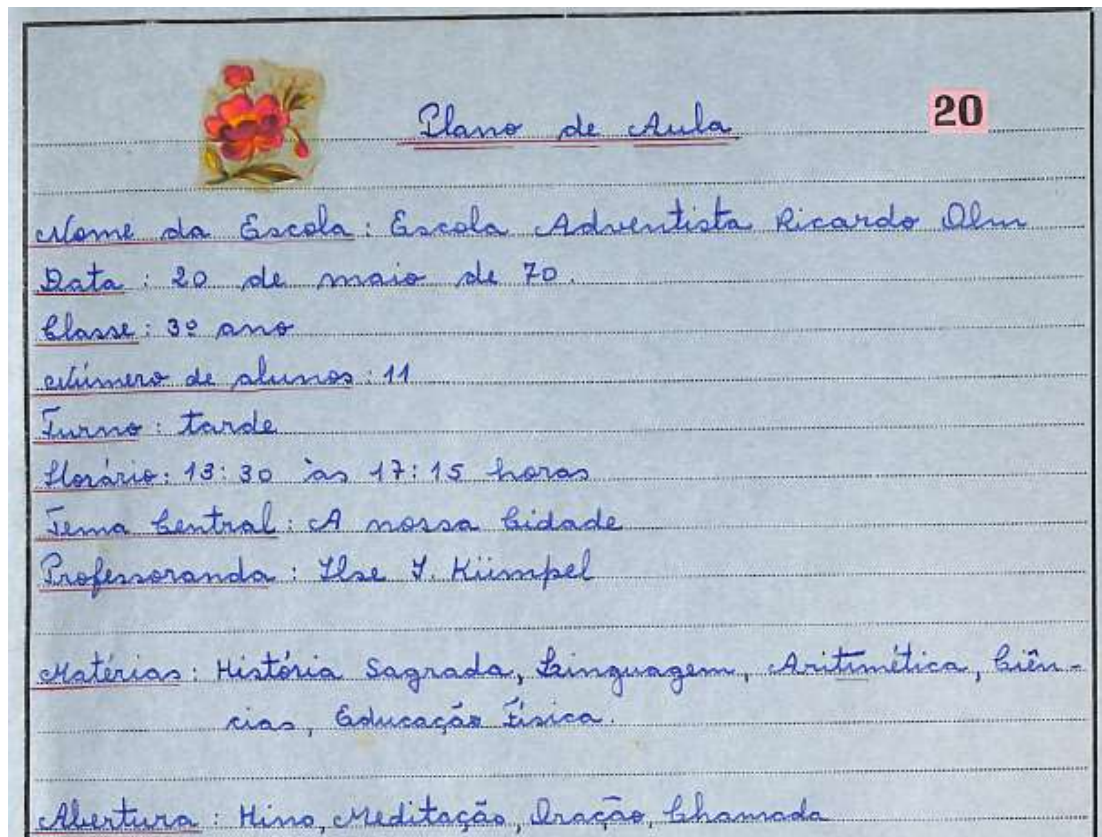 Plano de Aula
20
Nome da Escola: Escola Adventista Ricardo Olm
Data: 20 de maio de 70.
Classe: 3º ano
Número de alunos: 11
Turno: tarde
Horário: 13:30 às 17:15 horas
Tema Central: A nossa Cidade
Professoranda: Ilse I. Kümpel
Matérias: História Sagrada, Linguagem, Aritimética, Ciên-
cias, Educação Física.
Abertura: Hino, Meditação, Oração, Chamada